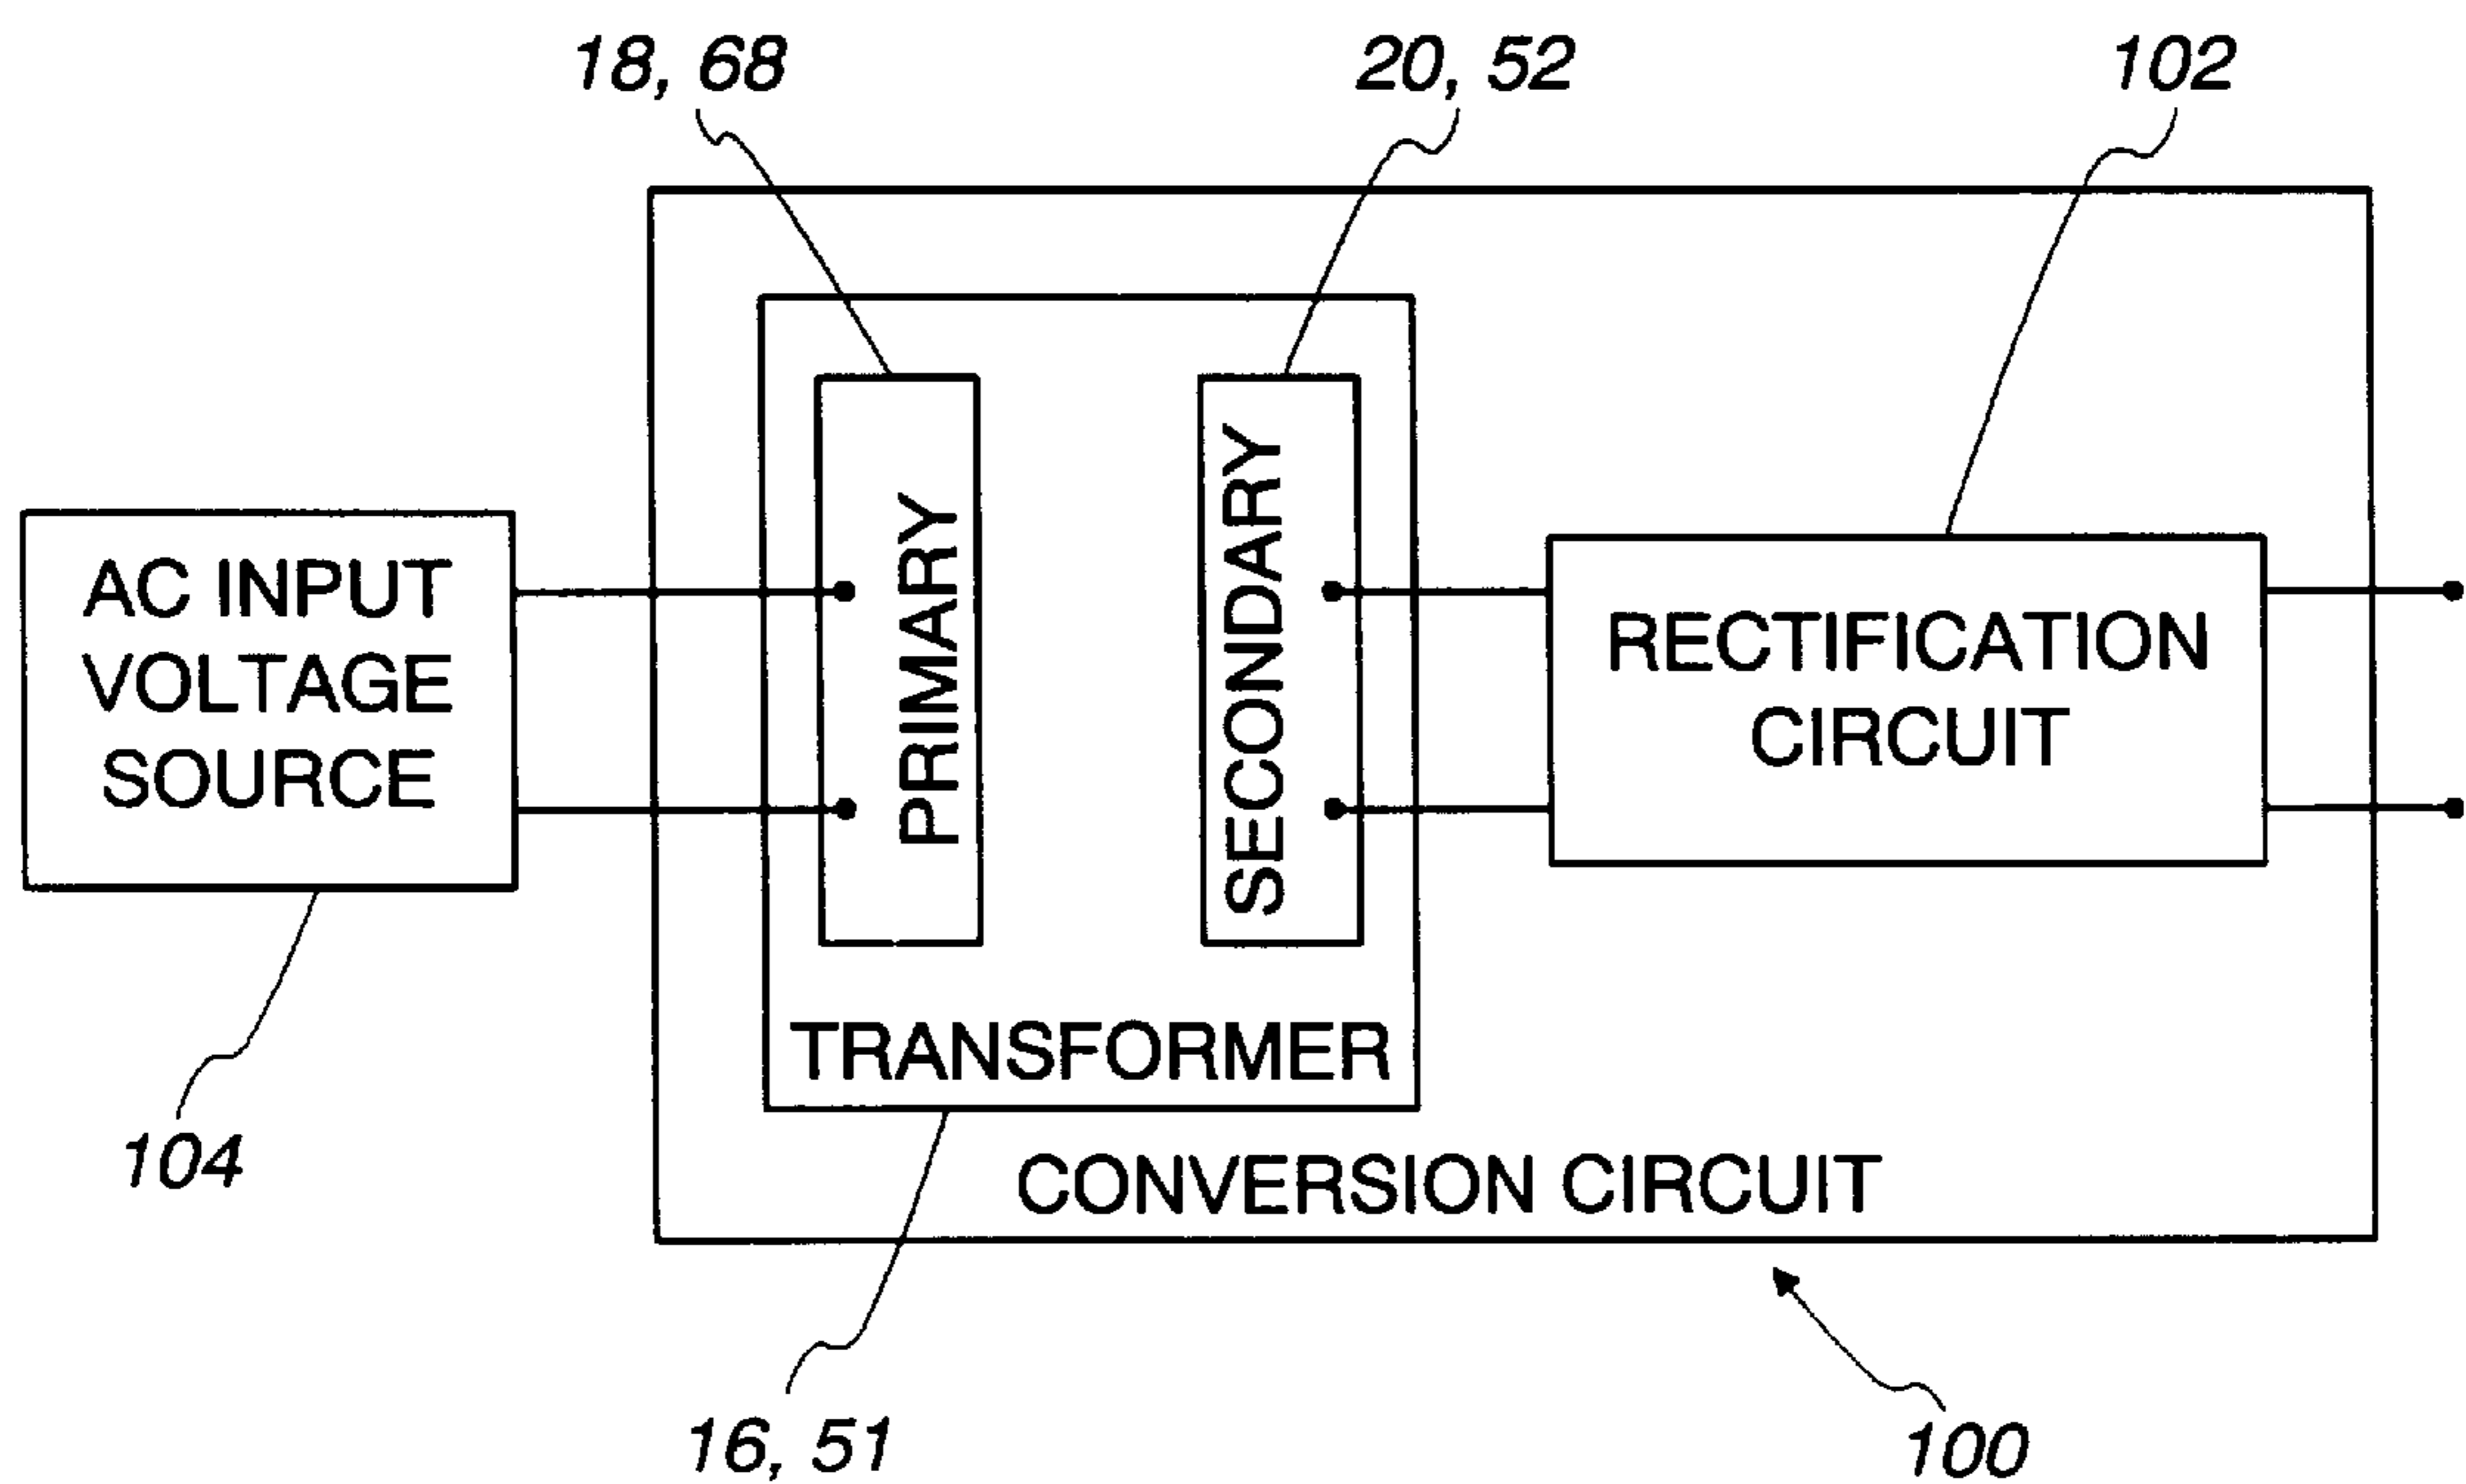 18, 68
20, 52
102
AC INPUT
VOLTAGE
SOURCE
PRIMARY
SECONDARY
RECTIFICATION
CIRCUIT
TRANSFORMER
CONVERSION CIRCUIT
104
16, 51
100